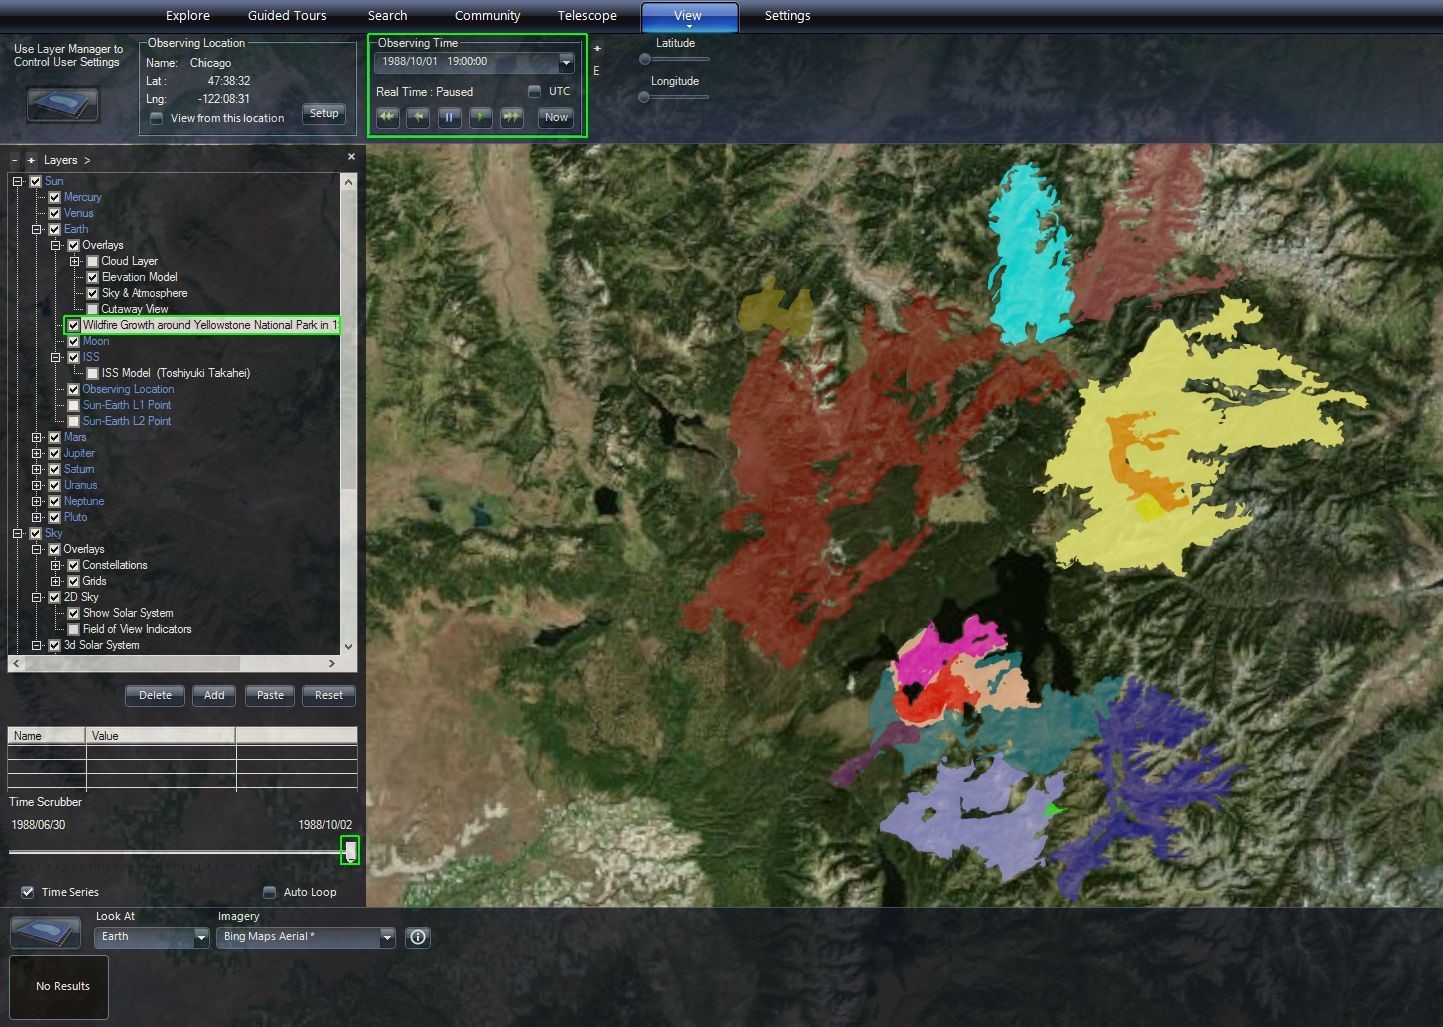 Explore Guided Tours Search Community Telescope View Settings
Use Layer Manager to
Control User Settings
Observing Location
Name: Chicago
Lat : 47:38:32
Lng: -122:08:31
View from this location
Setup
Observing Time
1988/10/01 19:00:00
Real Time : Paused
UTC
Now
+
E
Latitude
Longitude
- + Layers >
Sun
Mercury
Venus
Earth
Overlays
Cloud Layer
Elevation Model
Sky & Atmosphere
Cutaway View
Wildfire Growth around Yellowstone National Park in 1
Moon
ISS
ISS Model (Toshiyuki Takahei)
Observing Location
Sun-Earth L1 Point
Sun-Earth L2 Point
Mars
Jupiter
Saturn
Uranus
Neptune
Pluto
Sky
Overlays
Constellations
Grids
2D Sky
Show Solar System
Field of View Indicators
3d Solar System
Delete Add Paste Reset
Name Value
Time Scrubber
1988/06/30 1988/10/02
Time Series Auto Loop
Look At Imagery
Earth Bing Maps Aerial *
No Results